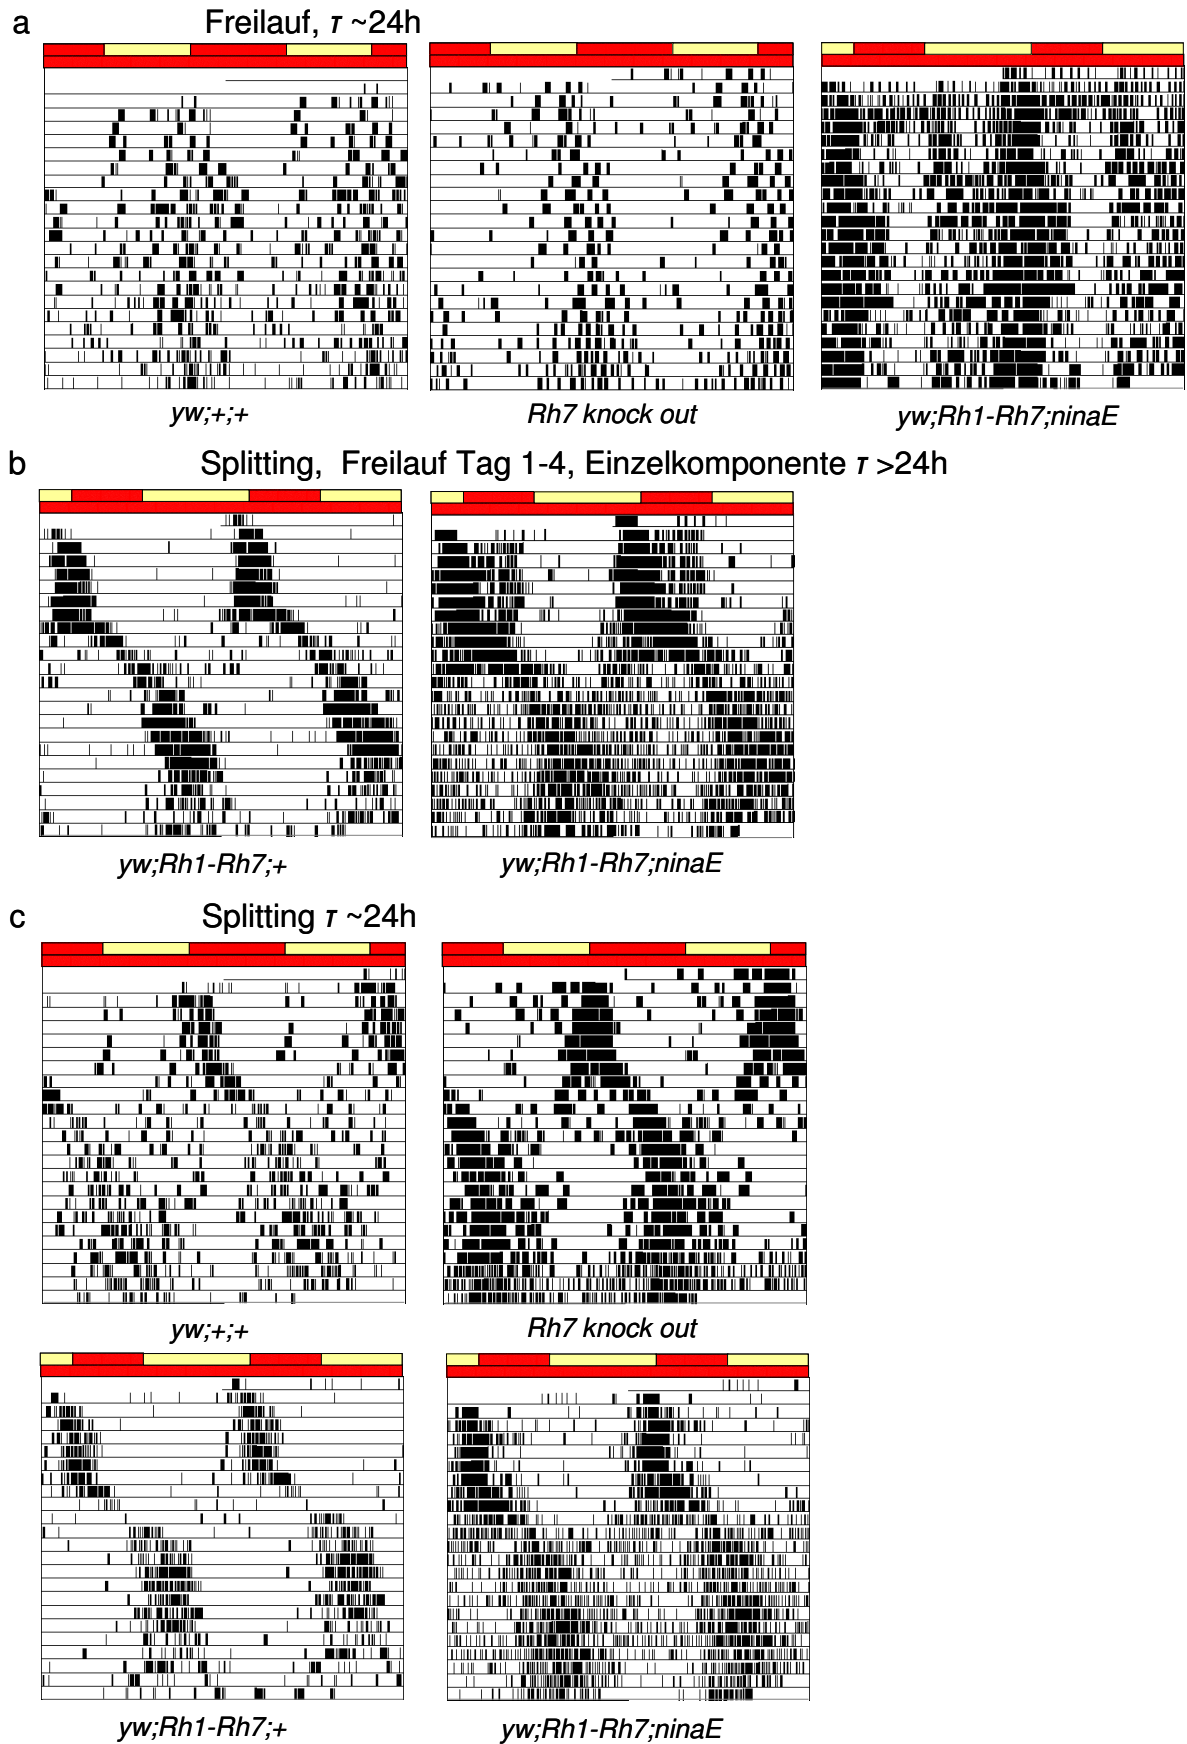 a Freilauf, τ ~24h
yw;+;+ Rh7 knock out yw;Rh1-Rh7;ninaE
b Splitting, Freilauf Tag 1-4, Einzelkomponente τ >24h
yw;Rh1-Rh7;+ yw;Rh1-Rh7;ninaE
c Splitting τ ~24h
yw;+;+ Rh7 knock out
yw;Rh1-Rh7;+ yw;Rh1-Rh7;ninaE